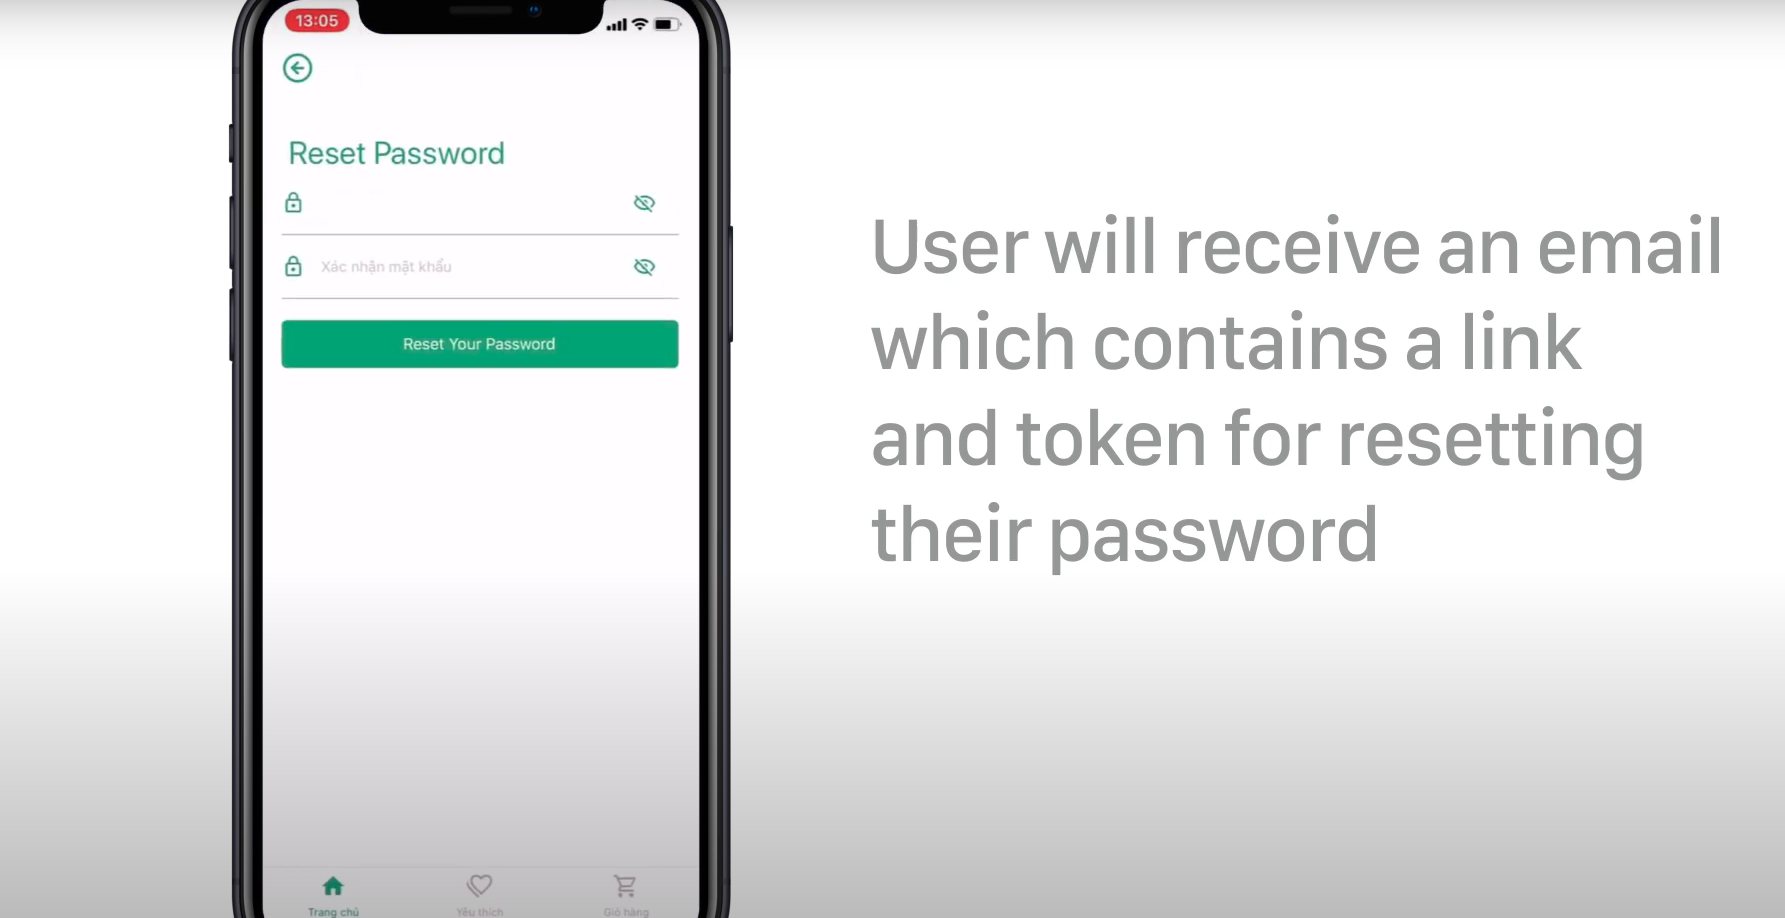 13:05
Reset Password
Xác nhận mật khẩu
Reset Your Password
Trang chủ
Yêu thích
Giỏ hàng
User will receive an email
which contains a link
and token for resetting
their password